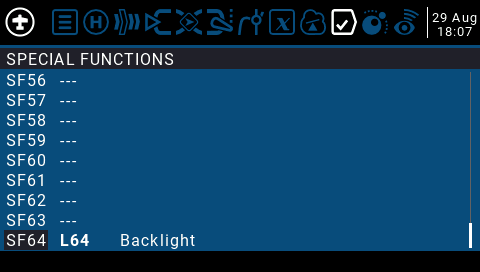 29 Aug
18:07
SPECIAL FUNCTIONS
SF56 ---
SF57 ---
SF58 ---
SF59 ---
SF60 ---
SF61 ---
SF62 ---
SF63 ---
SF64 L64 Backlight